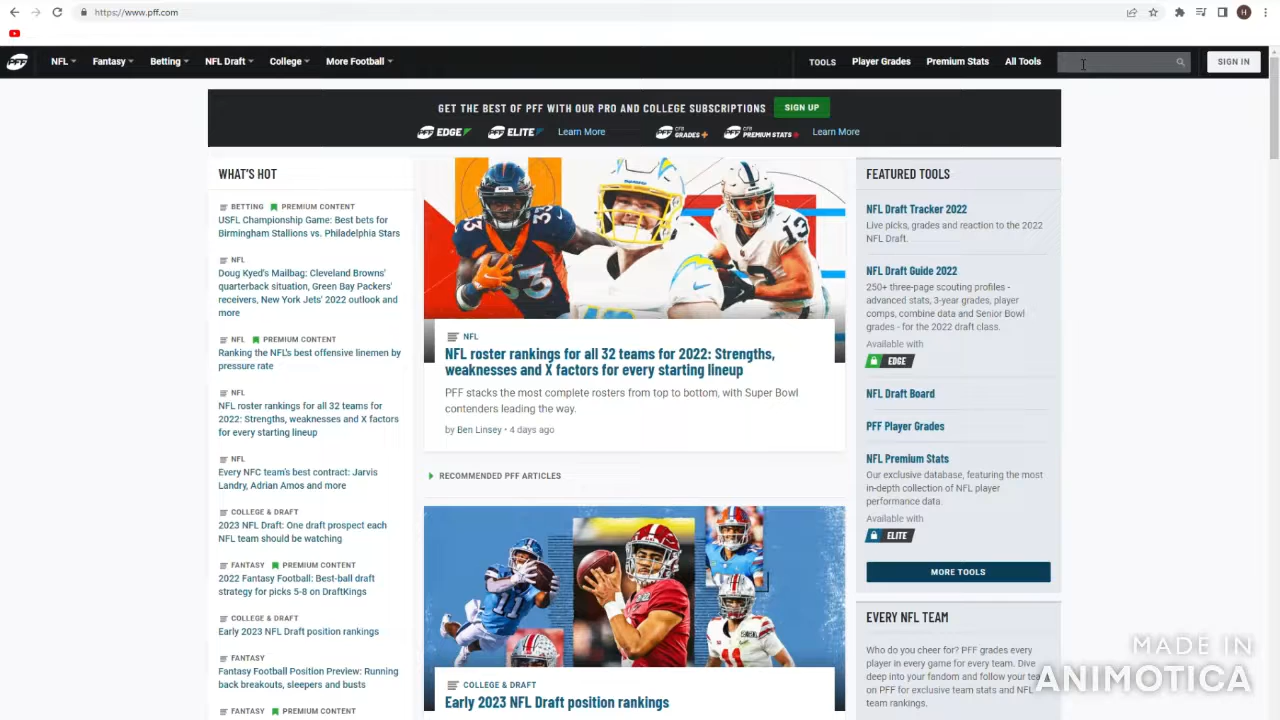 https://www.pff.com
H
PFF
NFL
Fantasy
Betting
NFL Draft
College
More Football
TOOLS
Player Grades
Premium Stats
All Tools
SIGN IN
GET THE BEST OF PFF WITH OUR PRO AND COLLEGE SUBSCRIPTIONS
SIGN UP
PFF EDGE
PFF ELITE
Learn More
PFF CFB GRADES+
PFF CFB PREMIUM STATS
Learn More
WHAT'S HOT
BETTING PREMIUM CONTENT
USFL Championship Game: Best bets for
Birmingham Stallions vs. Philadelphia Stars
NFL
Doug Kyed's Mailbag: Cleveland Browns'
quarterback situation, Green Bay Packers'
receivers, New York Jets' 2022 outlook and
more
NFL PREMIUM CONTENT
Ranking the NFL's best offensive linemen by
pressure rate
NFL
NFL roster rankings for all 32 teams for
2022: Strengths, weaknesses and X factors
for every starting lineup
NFL
Every NFC team's best contract: Jarvis
Landry, Adrian Amos and more
COLLEGE & DRAFT
2023 NFL Draft: One draft prospect each
NFL team should be watching
FANTASY PREMIUM CONTENT
2022 Fantasy Football: Best-ball draft
strategy for picks 5-8 on DraftKings
COLLEGE & DRAFT
Early 2023 NFL Draft position rankings
FANTASY
Fantasy Football Position Preview: Running
back breakouts, sleepers and busts
FANTASY PREMIUM CONTENT
33
33
13
NFL
NFL roster rankings for all 32 teams for 2022: Strengths,
weaknesses and X factors for every starting lineup
PFF stacks the most complete rosters from top to bottom, with Super Bowl
contenders leading the way.
by Ben Linsey • 4 days ago
RECOMMENDED PFF ARTICLES
11
11
COLLEGE & DRAFT
Early 2023 NFL Draft position rankings
FEATURED TOOLS
NFL Draft Tracker 2022
Live picks, grades and reaction to the 2022
NFL Draft.
NFL Draft Guide 2022
250+ three-page scouting profiles -
advanced stats, 3-year grades, player
comps, combine data and Senior Bowl
grades - for the 2022 draft class.
Available with
EDGE
NFL Draft Board
PFF Player Grades
NFL Premium Stats
Our exclusive database, featuring the most
in-depth collection of NFL player
performance data.
Available with
ELITE
MORE TOOLS
EVERY NFL TEAM
Who do you cheer for? PFF grades every
player in every game for every team. Dive
deep into your fandom and follow your
on PFF for exclusive team stats and NFL
team rankings.
MADE IN
ANIMOTICA